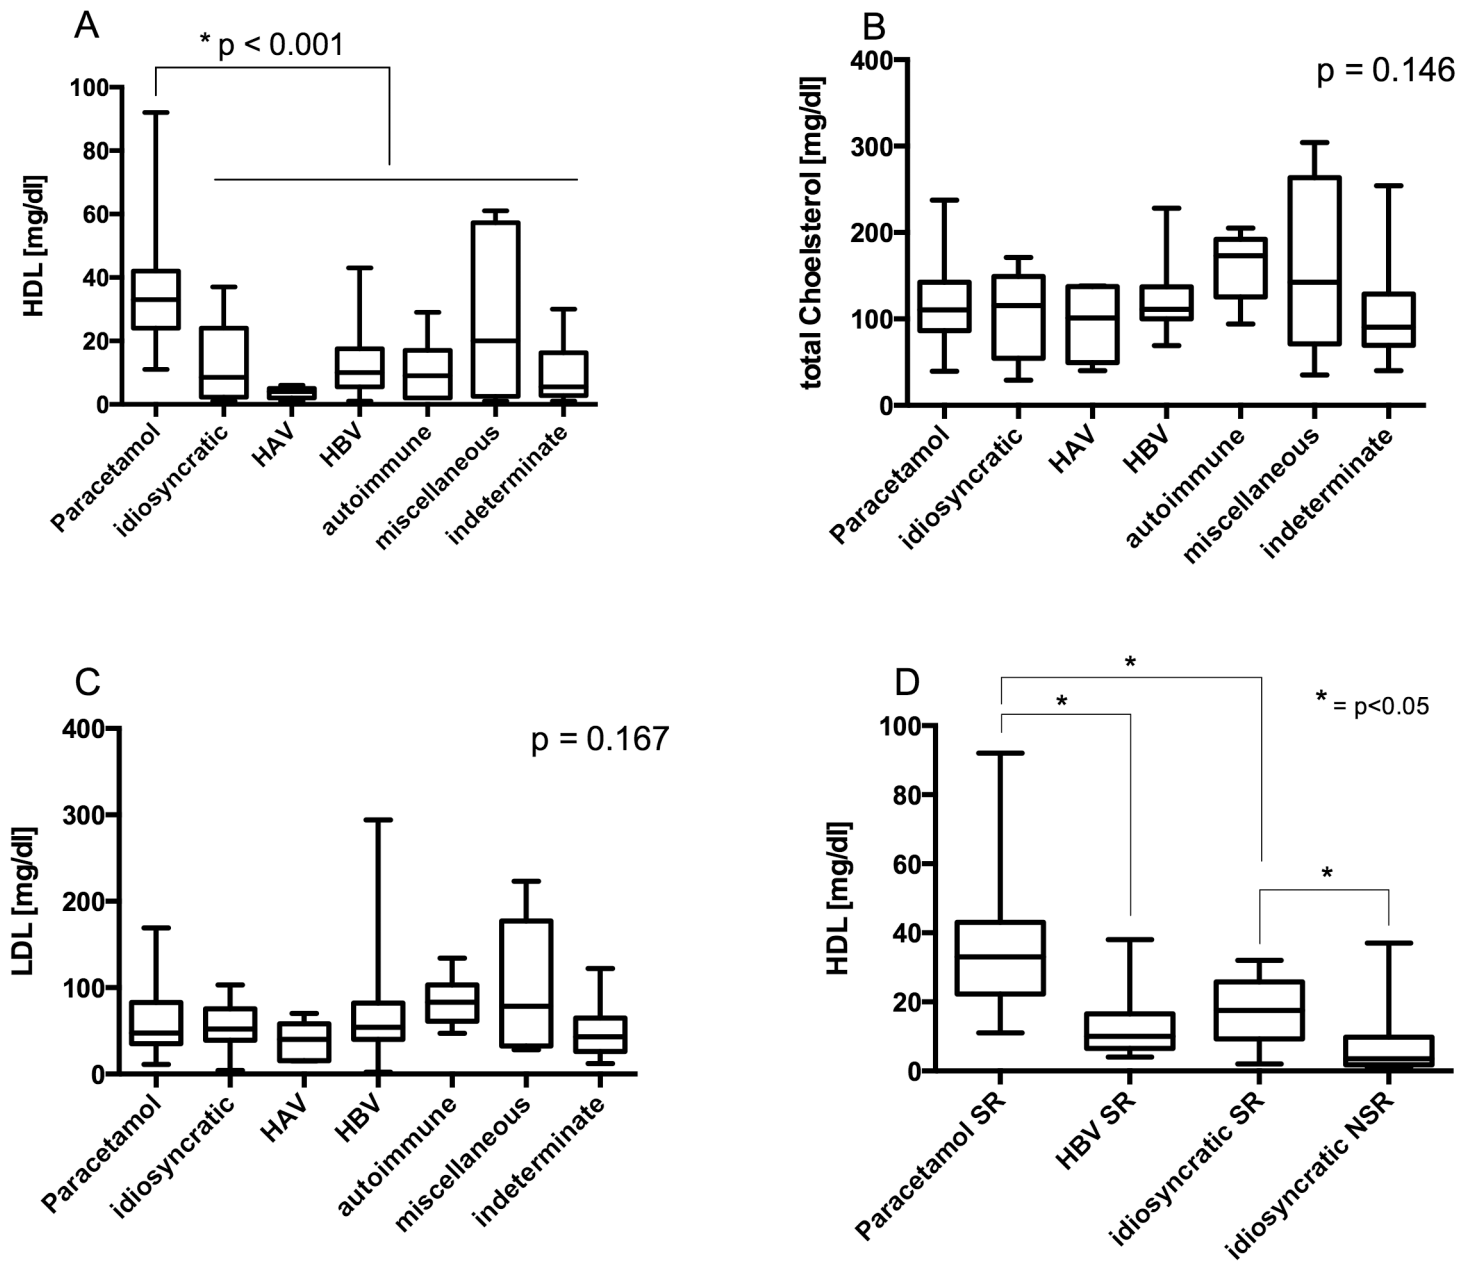 A
* p < 0.001
HDL [mg/dl]
100
80
60
40
20
0
Paracetamol
idiosyncratic
HAV
HBV
autoimmune
miscellaneous
indeterminate
B
p = 0.146
total Choelsterol [mg/dl]
400
300
200
100
0
Paracetamol
idiosyncratic
HAV
HBV
autoimmune
miscellaneous
indeterminate
C
p = 0.167
LDL [mg/dl]
400
300
200
100
0
Paracetamol
idiosyncratic
HAV
HBV
autoimmune
miscellaneous
indeterminate
D
*
*
* = p<0.05
*
HDL [mg/dl]
100
80
60
40
20
0
Paracetamol SR
HBV SR
idiosyncratic SR
idiosyncratic NSR